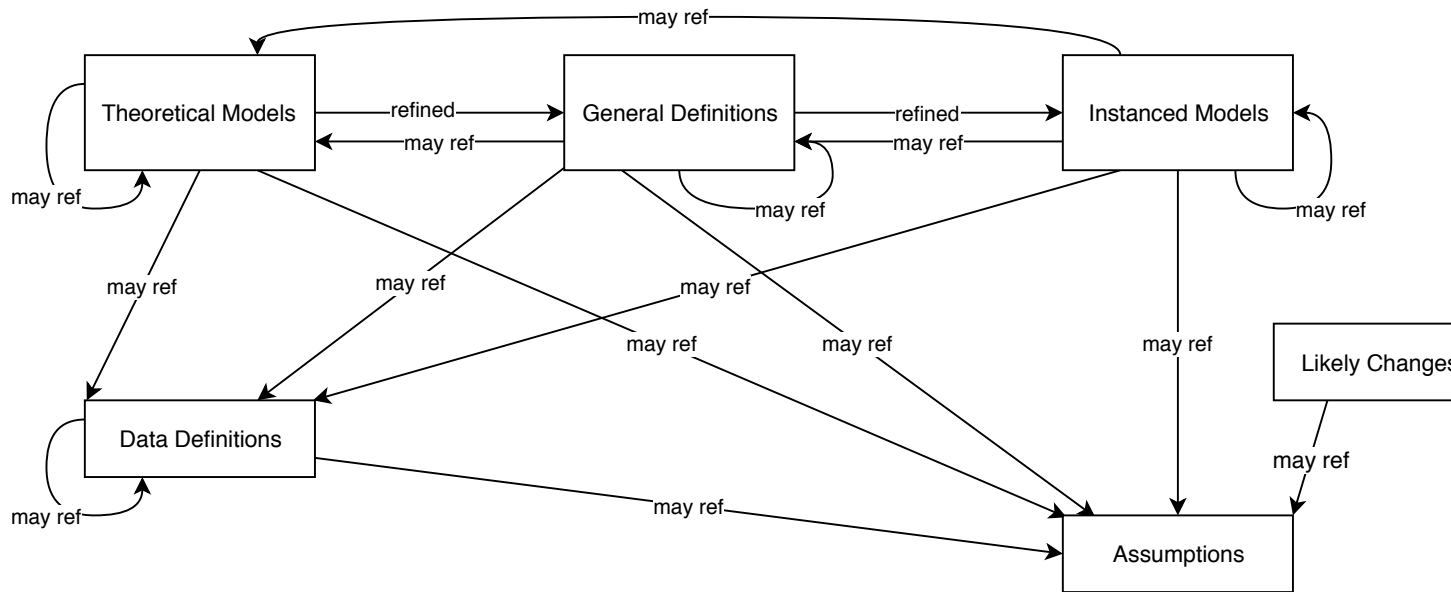 may ref
Theoretical Models
refined
General Definitions
refined
Instanced Models
may ref
may ref
may ref
may ref
may ref
may ref
may ref
may ref
may ref
may ref
may ref
Likely Changes
Data Definitions
may ref
may ref
may ref
Assumptions